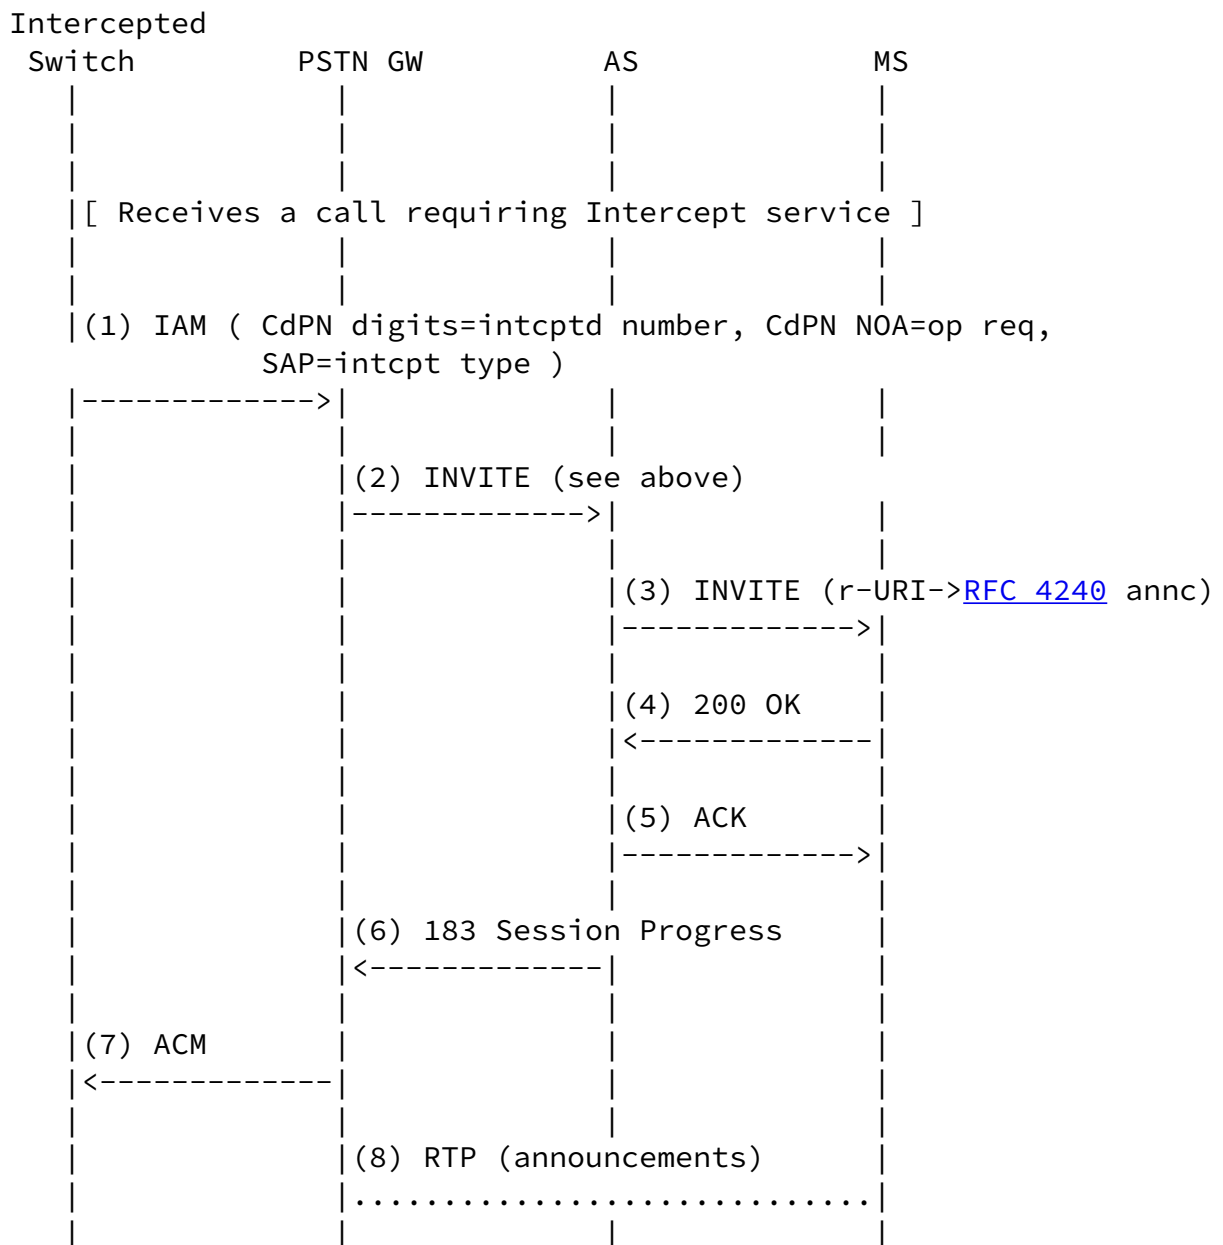 Intercepted
Switch PSTN GW AS MS
[ Receives a call requiring Intercept service ]
(1) IAM ( CdPN digits=intcptd number, CdPN NOA=op req,
SAP=intcpt type )
(2) INVITE (see above)
(3) INVITE (r-URI->RFC 4240 annc)
(4) 200 OK
(5) ACK
(6) 183 Session Progress
(7) ACM
(8) RTP (announcements)